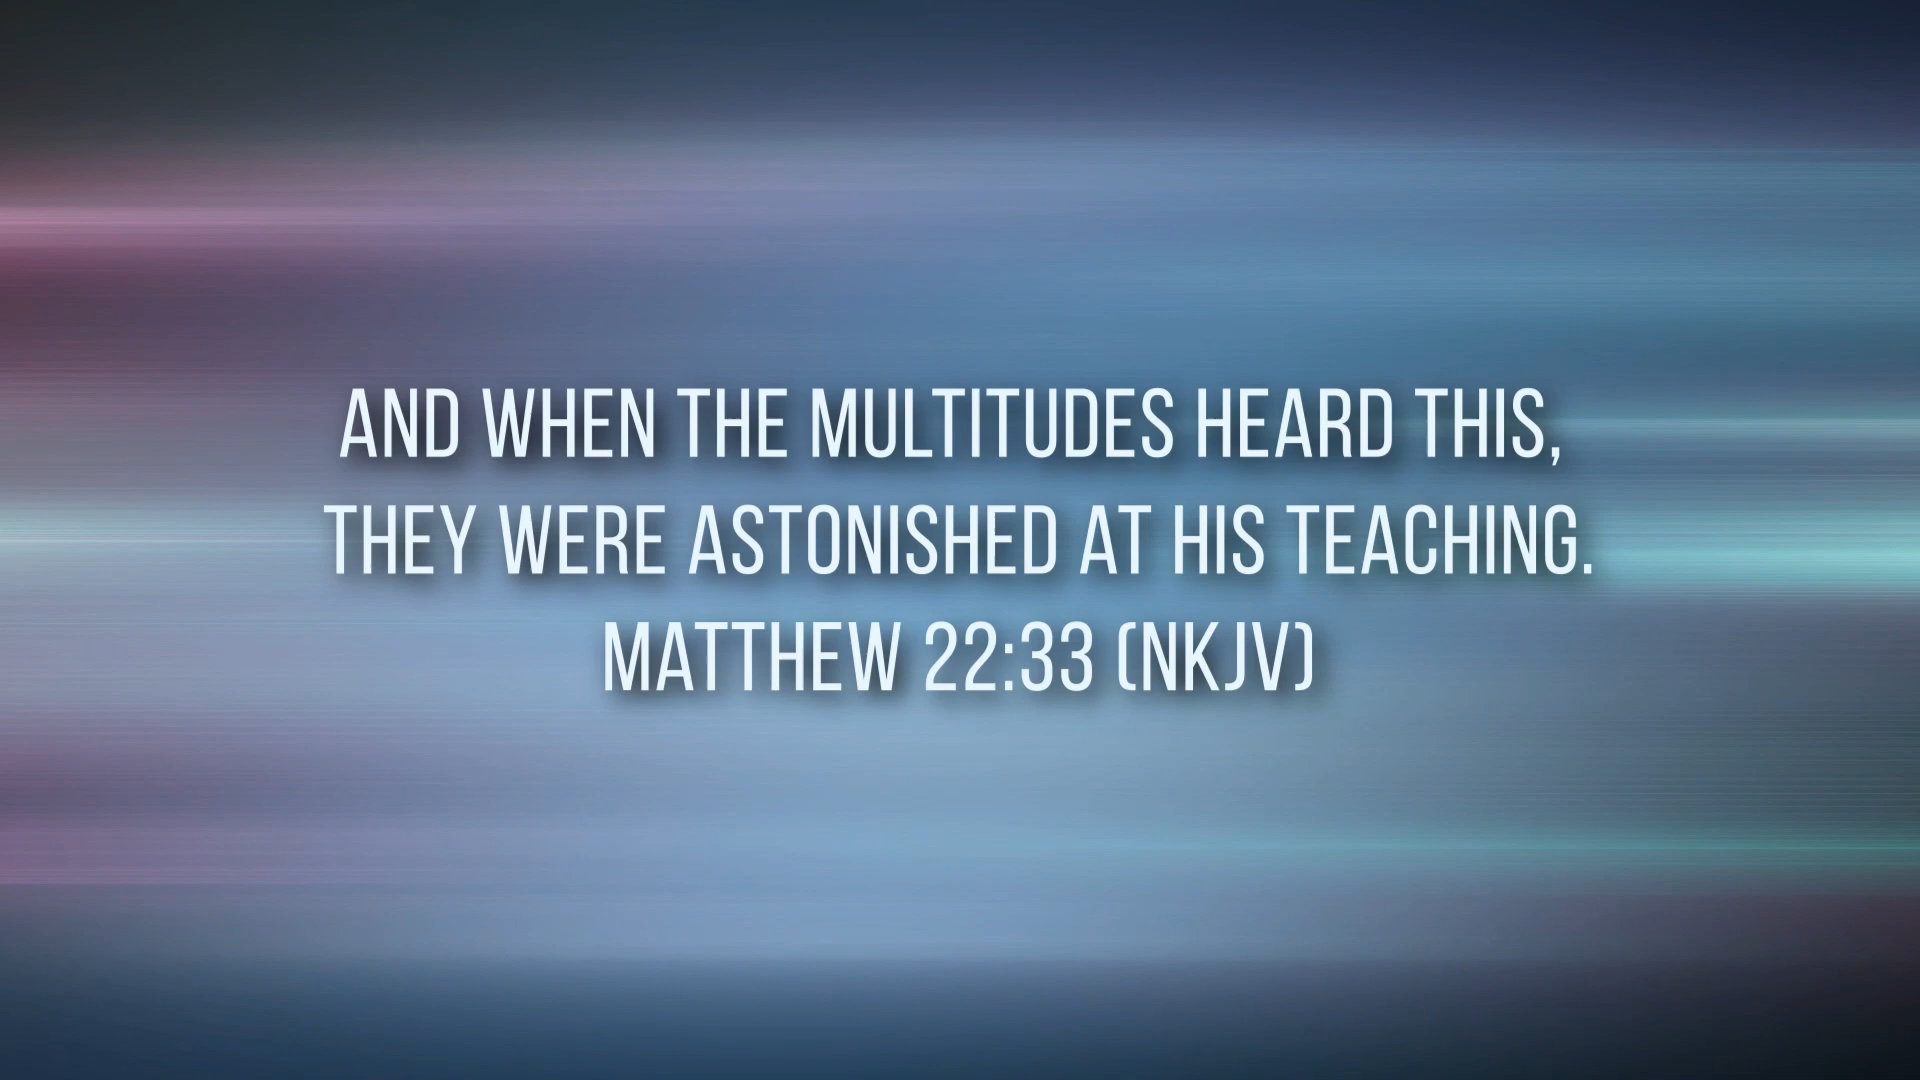 AND WHEN THE MULTITUDES HEARD THIS,
THEY WERE ASTONISHED AT HIS TEACHING.
MATTHEW 22:33 (NKJV)